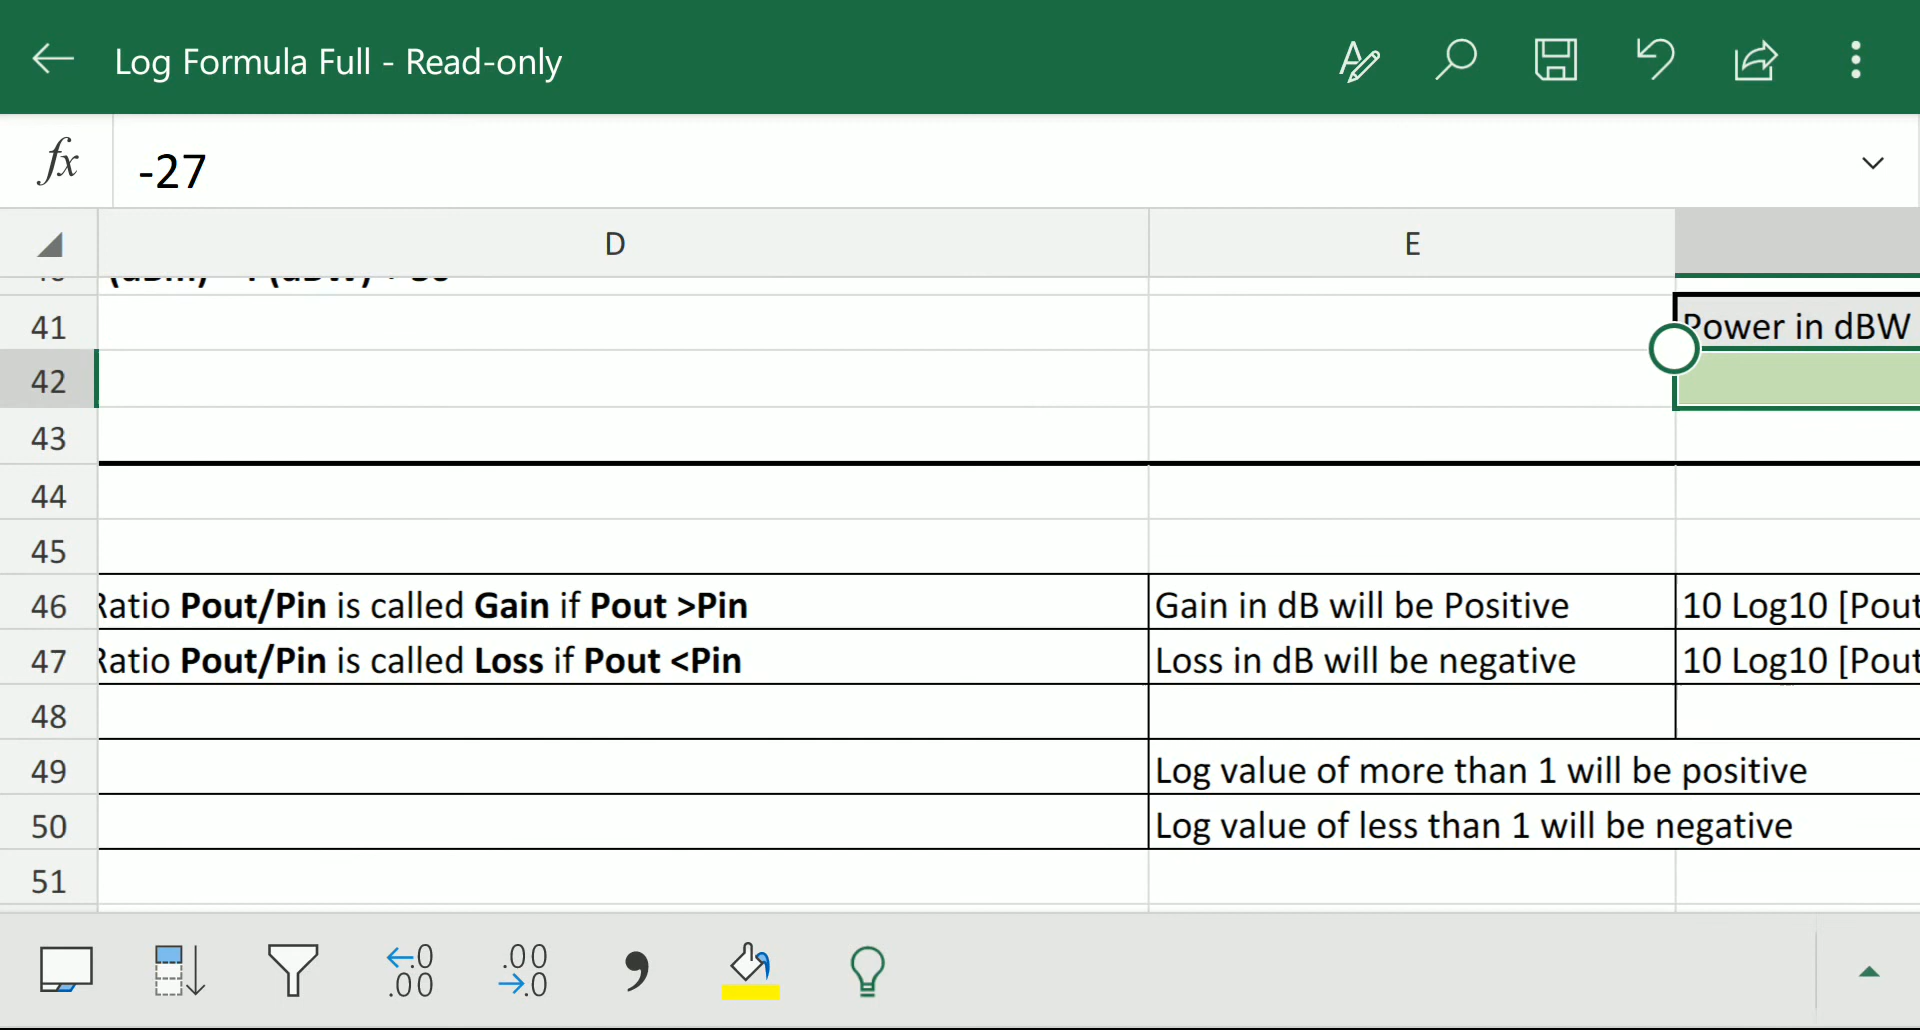 Log Formula Full - Read-only
fx -27
D E
41 Power in dBW
42
43
44
45
46 Ratio Pout/Pin is called Gain if Pout >Pin Gain in dB will be Positive 10 Log10 [Pout
47 Ratio Pout/Pin is called Loss if Pout <Pin Loss in dB will be negative 10 Log10 [Pout
48
49 Log value of more than 1 will be positive
50 Log value of less than 1 will be negative
51
.0 .00
.00 .0